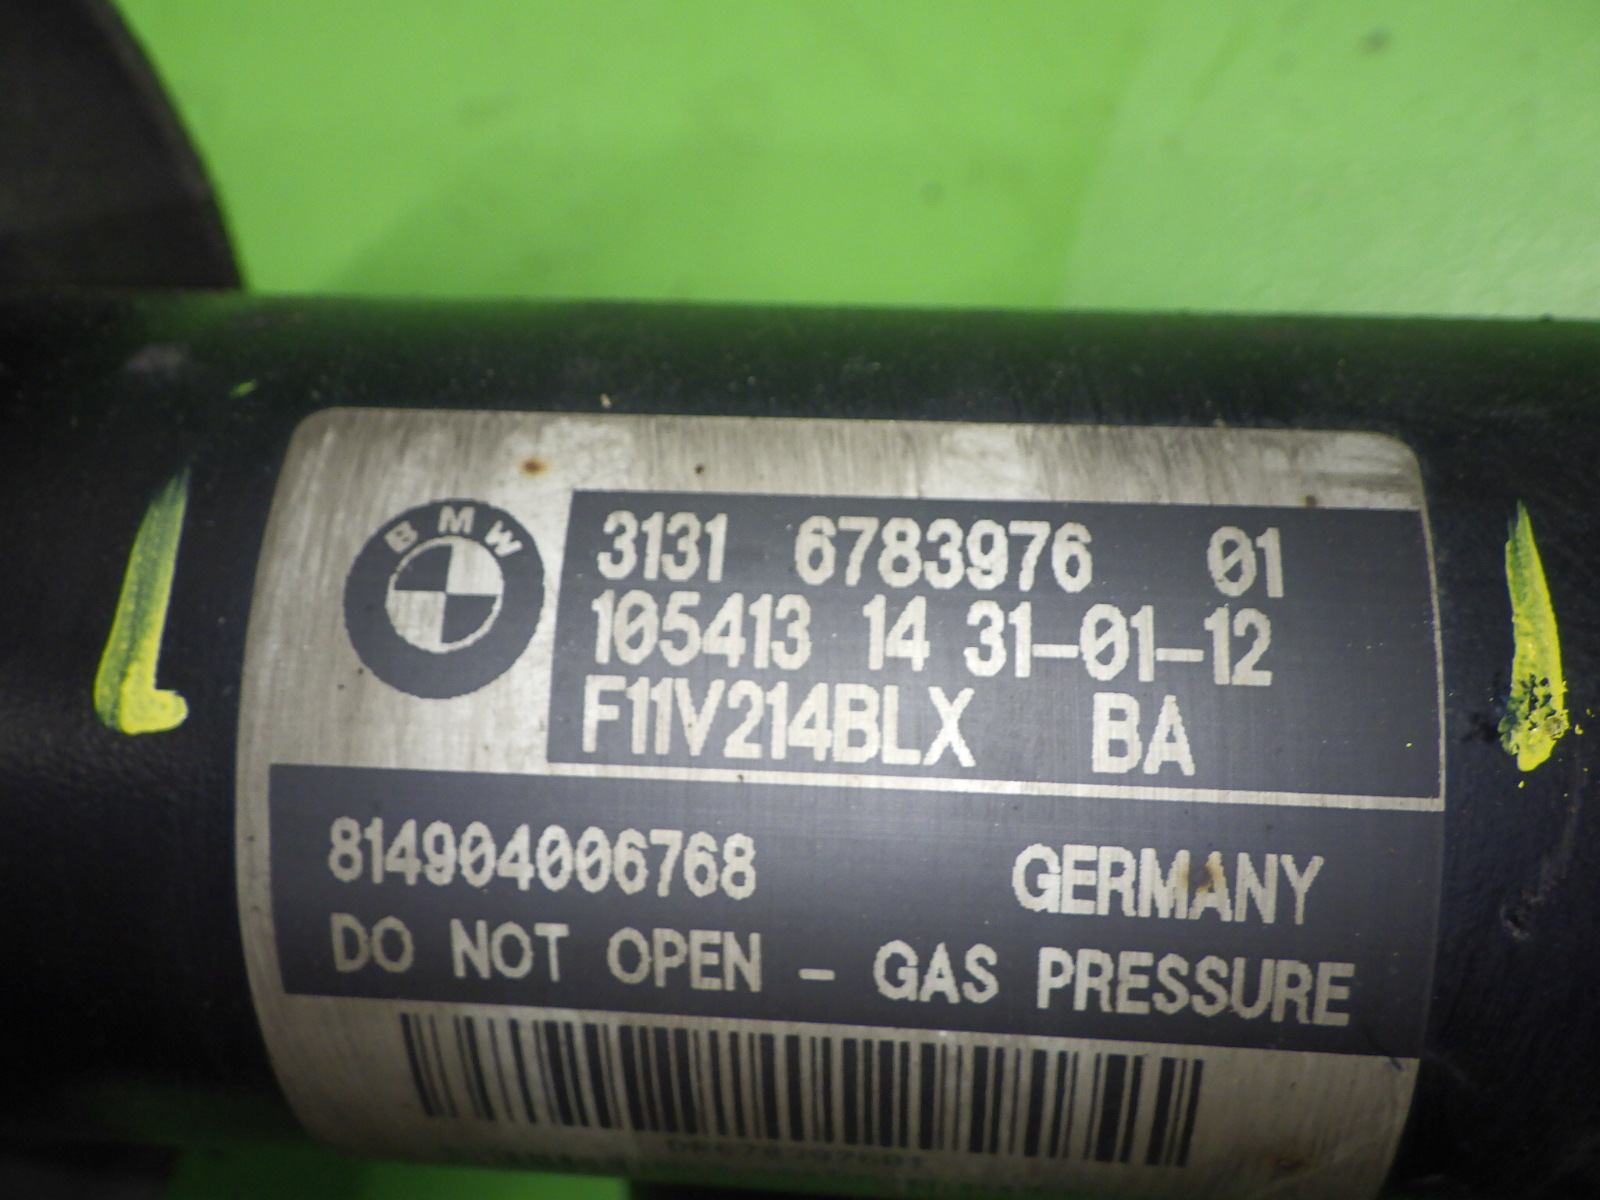 BMW
3131 6783976 01
105413 14 31-01-12
F11V214BLX BA
814904006768 GERMANY
DO NOT OPEN - GAS PRESSURE